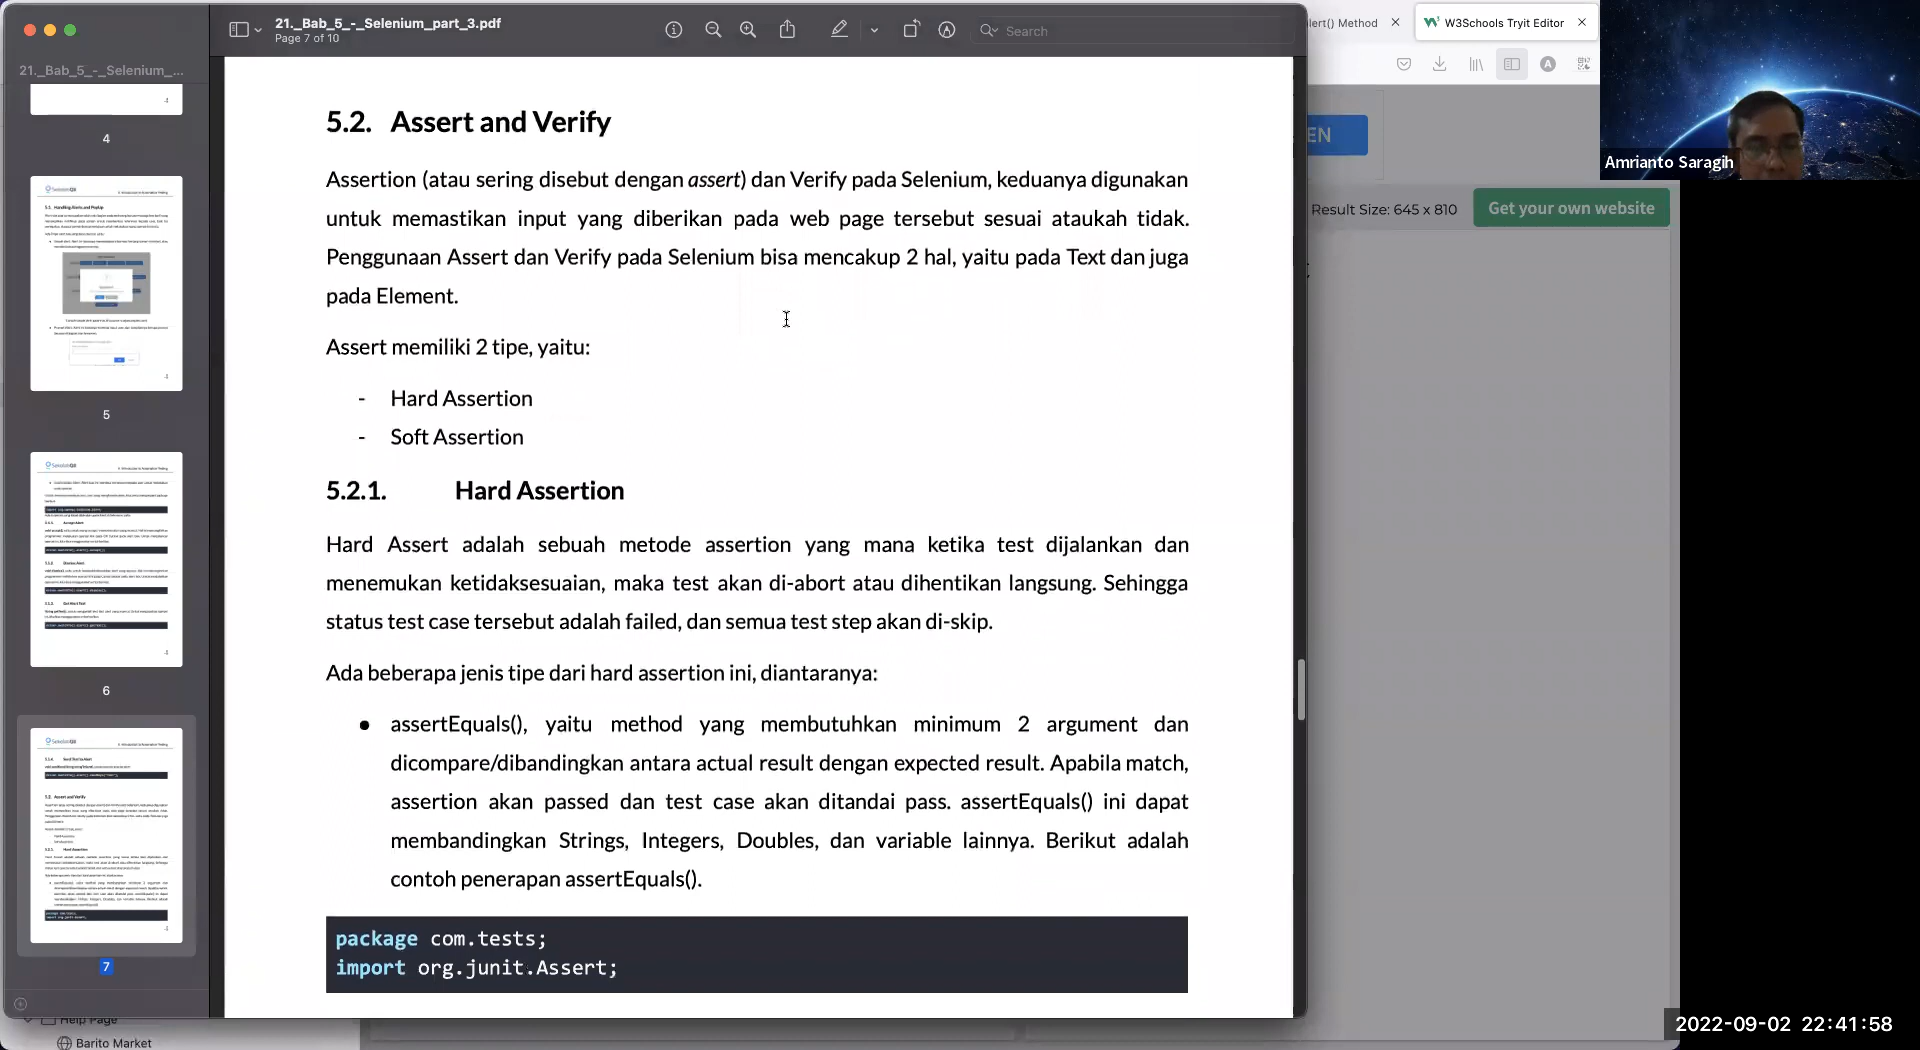 21._Bab_5_-_Selenium_part_3.pdf
Page 7 of 10
Search
21._Bab_5_-_Selenium_...
4
5
6
7
5.2. Assert and Verify
Assertion (atau sering disebut dengan assert) dan Verify pada Selenium, keduanya digunakan
untuk memastikan input yang diberikan pada web page tersebut sesuai ataukah tidak.
Penggunaan Assert dan Verify pada Selenium bisa mencakup 2 hal, yaitu pada Text dan juga
pada Element.
Assert memiliki 2 tipe, yaitu:
- Hard Assertion
- Soft Assertion
5.2.1. Hard Assertion
Hard Assert adalah sebuah metode assertion yang mana ketika test dijalankan dan
menemukan ketidaksesuaian, maka test akan di-abort atau dihentikan langsung. Sehingga
status test case tersebut adalah failed, dan semua test step akan di-skip.
Ada beberapa jenis tipe dari hard assertion ini, diantaranya:
● assertEquals(), yaitu method yang membutuhkan minimum 2 argument dan
dicompare/dibandingkan antara actual result dengan expected result. Apabila match,
assertion akan passed dan test case akan ditandai pass. assertEquals() ini dapat
membandingkan Strings, Integers, Doubles, dan variable lainnya. Berikut adalah
contoh penerapan assertEquals().
package com.tests;
import org.junit.Assert;
lert() Method
W3Schools Tryit Editor
EN
Result Size: 645 x 810
Get your own website
Amrianto Saragih
Help Page
Barito Market
2022-09-02 22:41:58